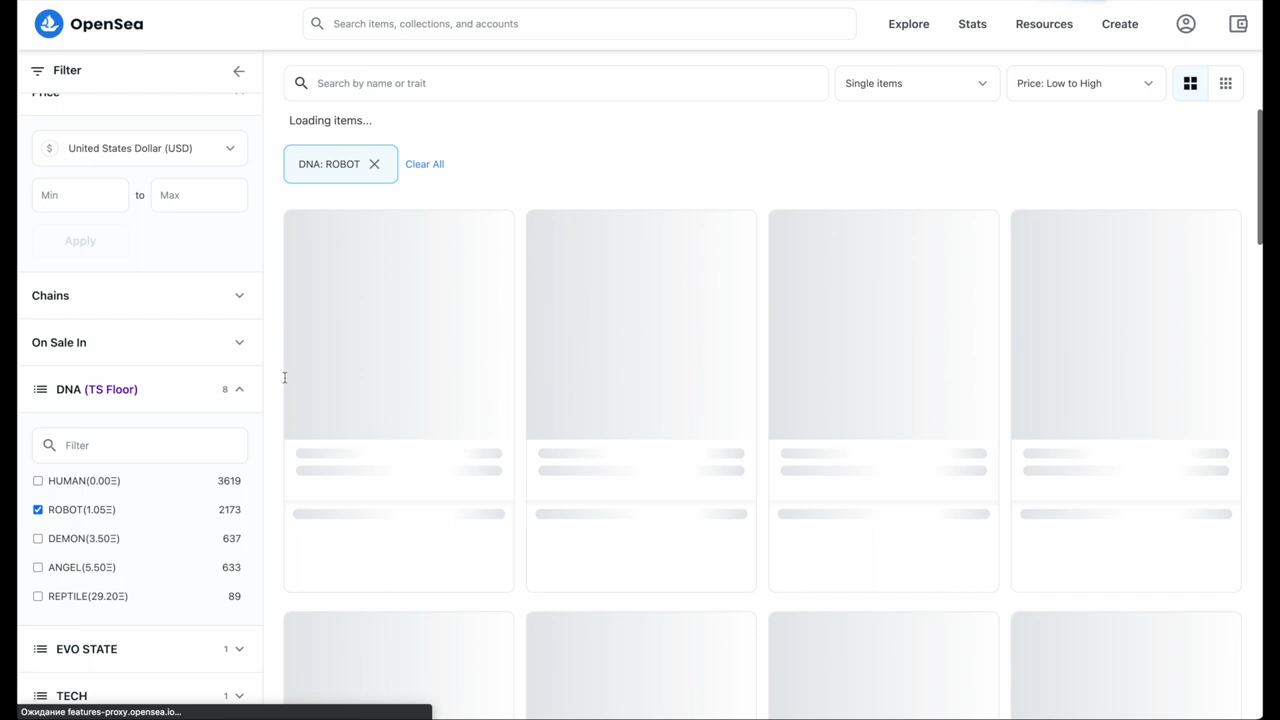 OpenSea
Search items, collections, and accounts
Explore
Stats
Resources
Create
Filter
Price
United States Dollar (USD)
Min
to
Max
Apply
Chains
On Sale In
DNA (TS Floor)
8
Filter
HUMAN(0.00Ξ)
3619
ROBOT(1.05Ξ)
2173
DEMON(3.50Ξ)
637
ANGEL(5.50Ξ)
633
REPTILE(29.20Ξ)
89
EVO STATE
1
TECH
1
Search by name or trait
Single items
Price: Low to High
Loading items...
DNA: ROBOT
Clear All
Ожидание features-proxy.opensea.io...